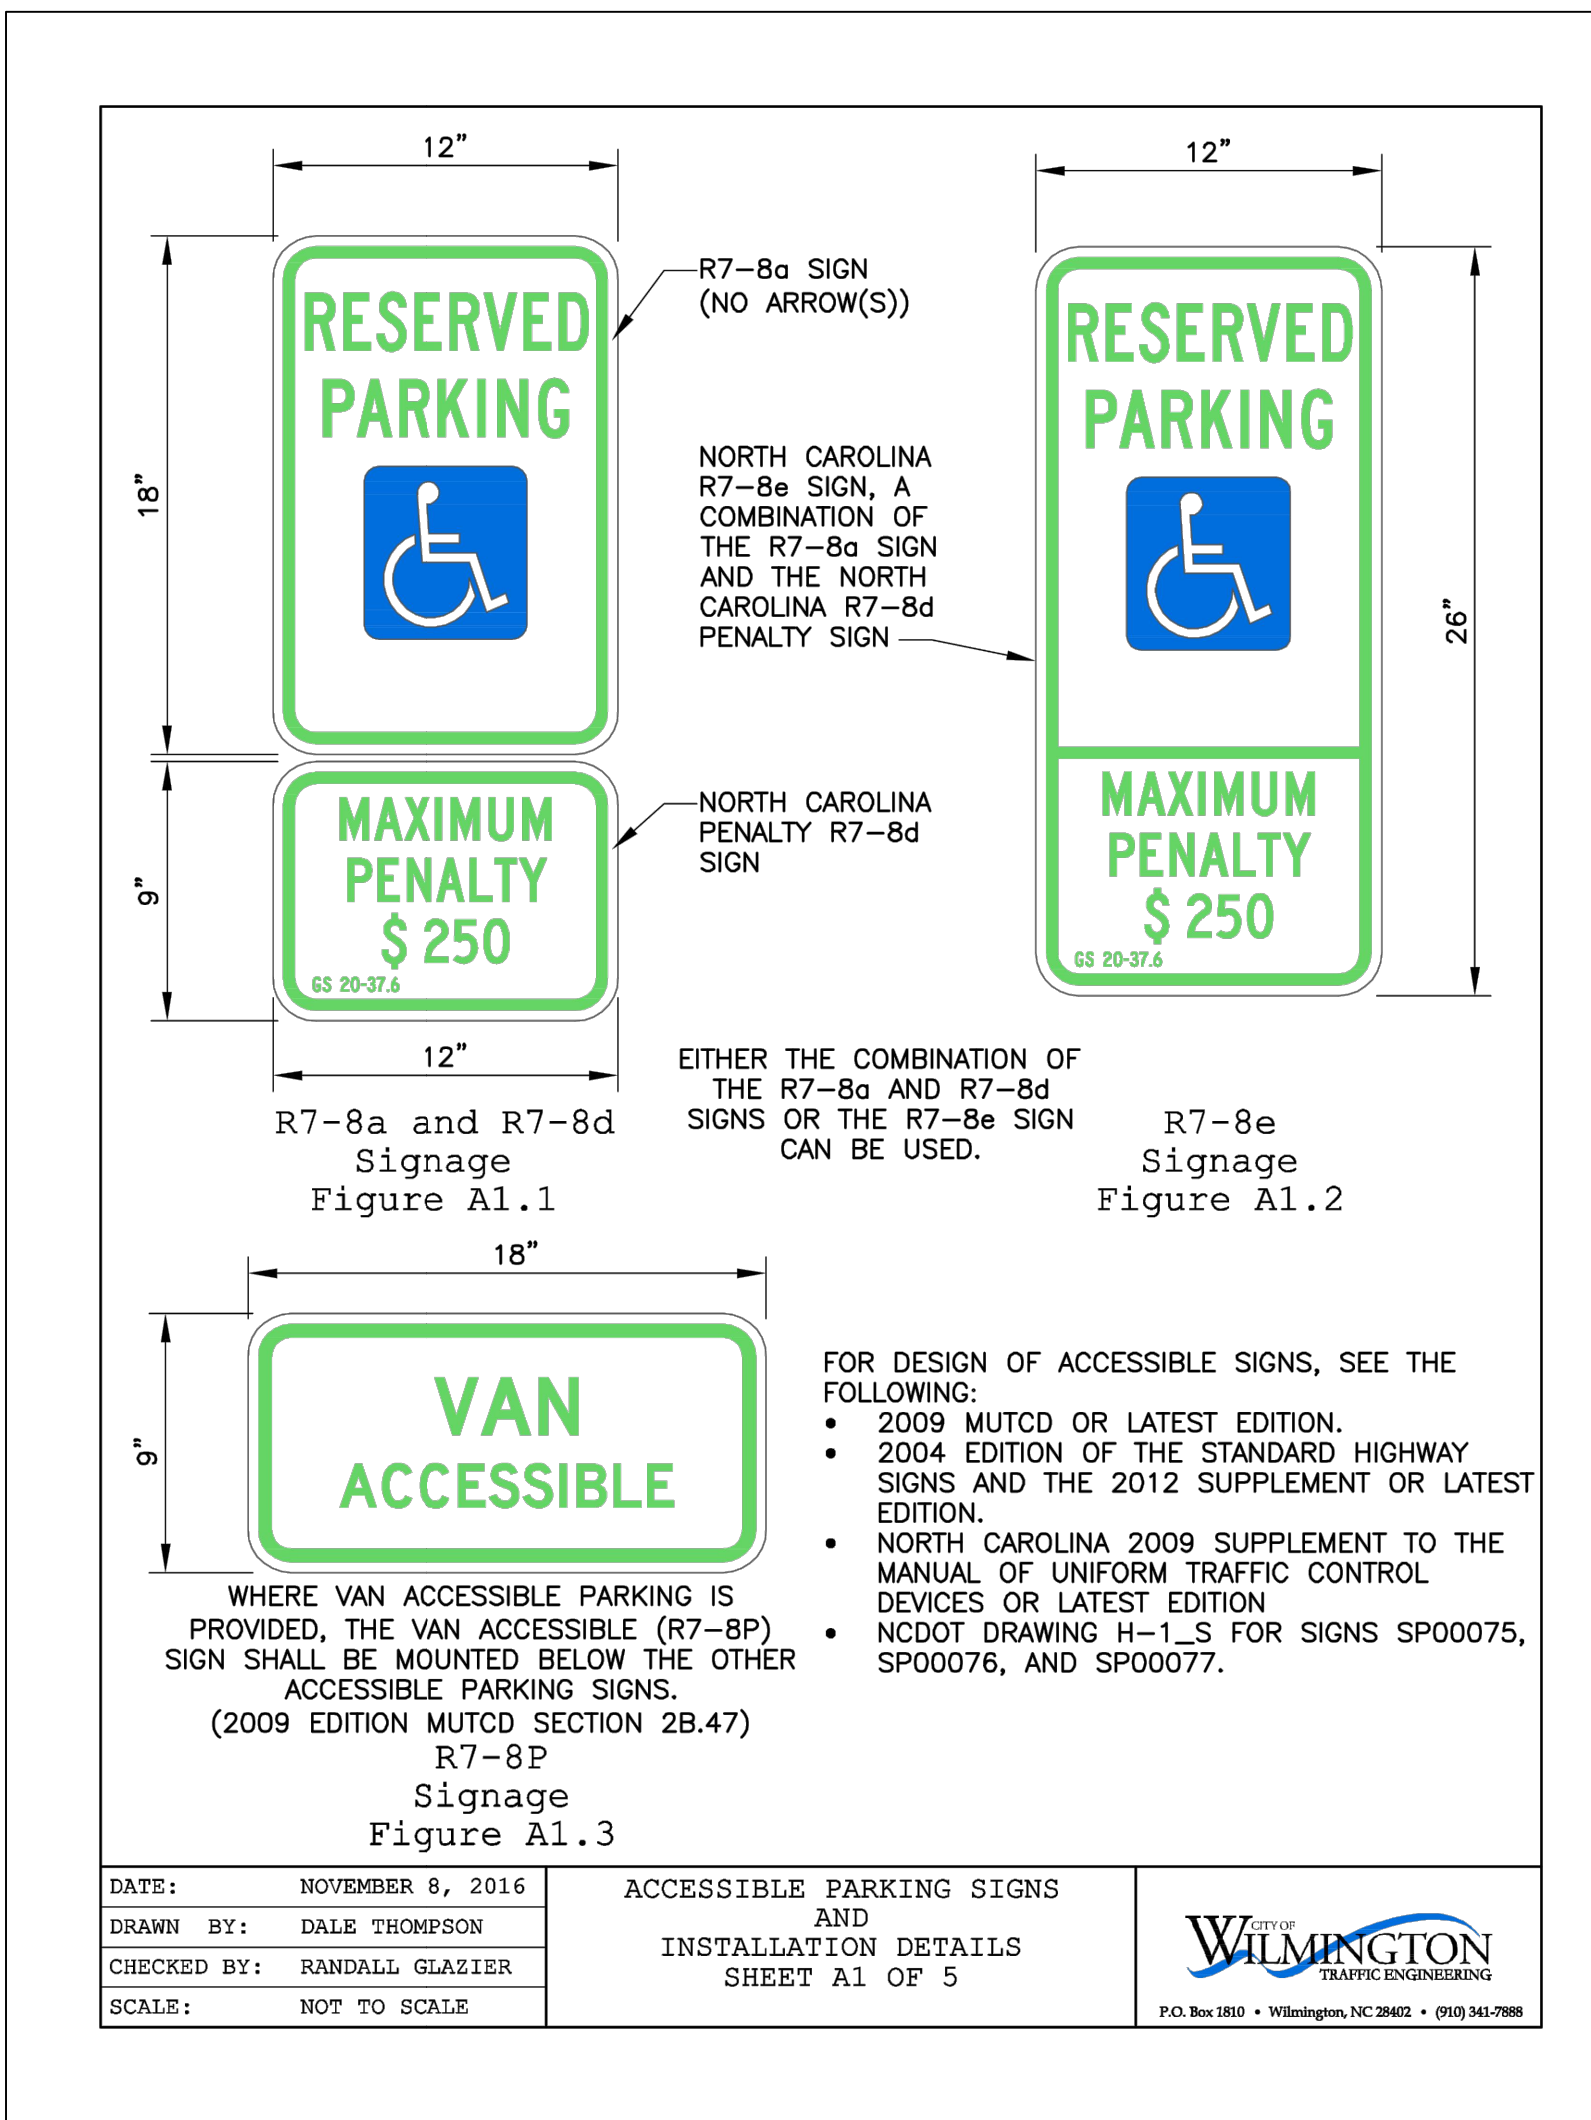 12"
18"
RESERVED
PARKING
R7-8a SIGN
(NO ARROW(S))
MAXIMUM
PENALTY
$ 250
GS 20-37.6
9"
NORTH CAROLINA
PENALTY R7-8d
SIGN
12"
R7-8a and R7-8d
Signage
Figure A1.1
NORTH CAROLINA
R7-8e SIGN, A
COMBINATION OF
THE R7-8a SIGN
AND THE NORTH
CAROLINA R7-8d
PENALTY SIGN
12"
RESERVED
PARKING
26"
MAXIMUM
PENALTY
$ 250
GS 20-37.6
EITHER THE COMBINATION OF
THE R7-8a AND R7-8d
SIGNS OR THE R7-8e SIGN
CAN BE USED.
R7-8e
Signage
Figure A1.2
18"
9"
VAN
ACCESSIBLE
WHERE VAN ACCESSIBLE PARKING IS
PROVIDED, THE VAN ACCESSIBLE (R7-8P)
SIGN SHALL BE MOUNTED BELOW THE OTHER
ACCESSIBLE PARKING SIGNS.
(2009 EDITION MUTCD SECTION 2B.47)
R7-8P
Signage
Figure A1.3
FOR DESIGN OF ACCESSIBLE SIGNS, SEE THE
FOLLOWING:
• 2009 MUTCD OR LATEST EDITION.
• 2004 EDITION OF THE STANDARD HIGHWAY
SIGNS AND THE 2012 SUPPLEMENT OR LATEST
EDITION.
• NORTH CAROLINA 2009 SUPPLEMENT TO THE
MANUAL OF UNIFORM TRAFFIC CONTROL
DEVICES OR LATEST EDITION
• NCDOT DRAWING H-1_S FOR SIGNS SP00075,
SP00076, AND SP00077.
DATE: NOVEMBER 8, 2016
DRAWN BY: DALE THOMPSON
CHECKED BY: RANDALL GLAZIER
SCALE: NOT TO SCALE
ACCESSIBLE PARKING SIGNS
AND
INSTALLATION DETAILS
SHEET A1 OF 5
CITY OF
WILMINGTON
TRAFFIC ENGINEERING
P.O. Box 1810 • Wilmington, NC 28402 • (910) 341-7888